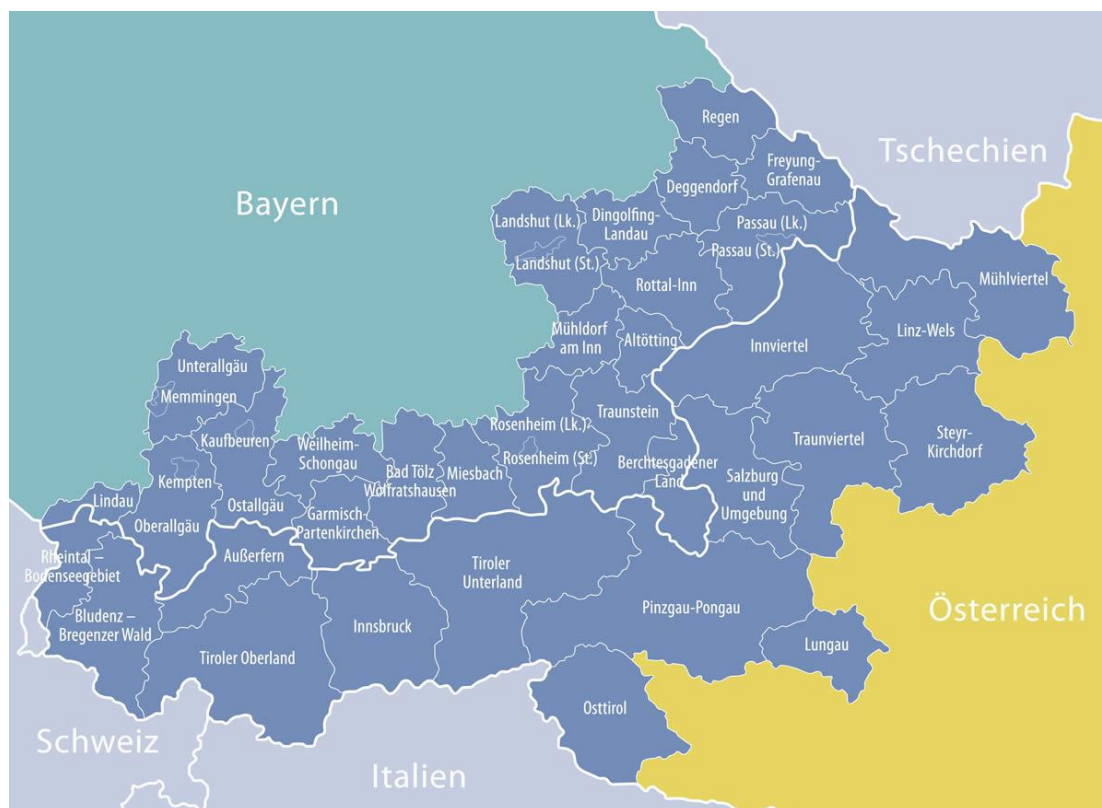 Regen
Tschechien
Freyung-
Grafenau
Deggendorf
Bayern
Landshut (Lk.)
Dingolfing-
Landau
Passau (Lk.)
Passau (St.)
Landshut (St.)
Rottal-Inn
Mühlviertel
Mühldorf
am Inn
Altötting
Innviertel
Linz-Wels
Unterallgäu
Memmingen
Kaufbeuren
Weilheim-
Schongau
Rosenheim (Lk.)
Traunstein
Traunviertel
Steyr-
Kirchdorf
Kempten
Ostallgäu
Bad Tölz
Wolfratshausen
Miesbach
Rosenheim (St.)
Berchtesgadener
Land
Salzburg
und
Umgebung
Lindau
Oberallgäu
Garmisch-
Partenkirchen
Rheintal –
Bodenseegebiet
Außerfern
Tiroler
Unterland
Bludenz –
Bregenzer Wald
Innsbruck
Pinzgau-Pongau
Österreich
Tiroler Oberland
Lungau
Osttirol
Schweiz
Italien